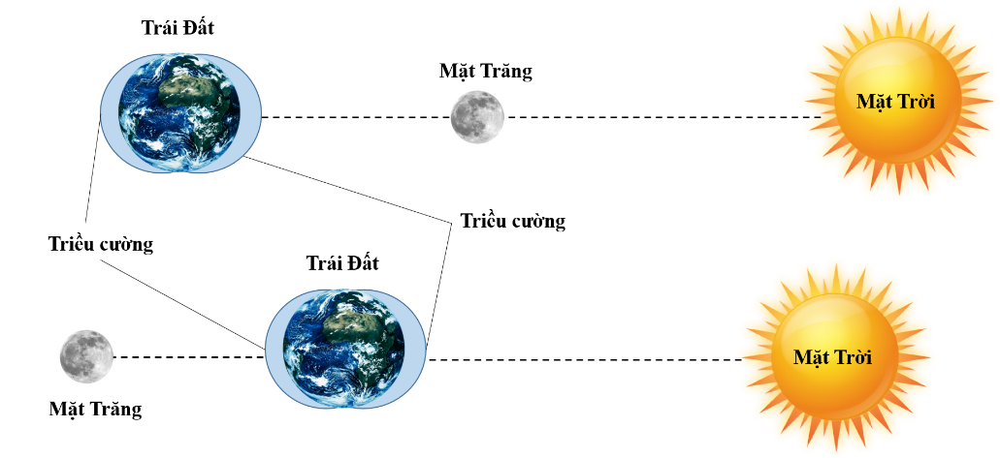 Trái Đất
Mặt Trăng
Mặt Trời
Triều cường
Triều cường
Trái Đất
Mặt Trời
Mặt Trăng